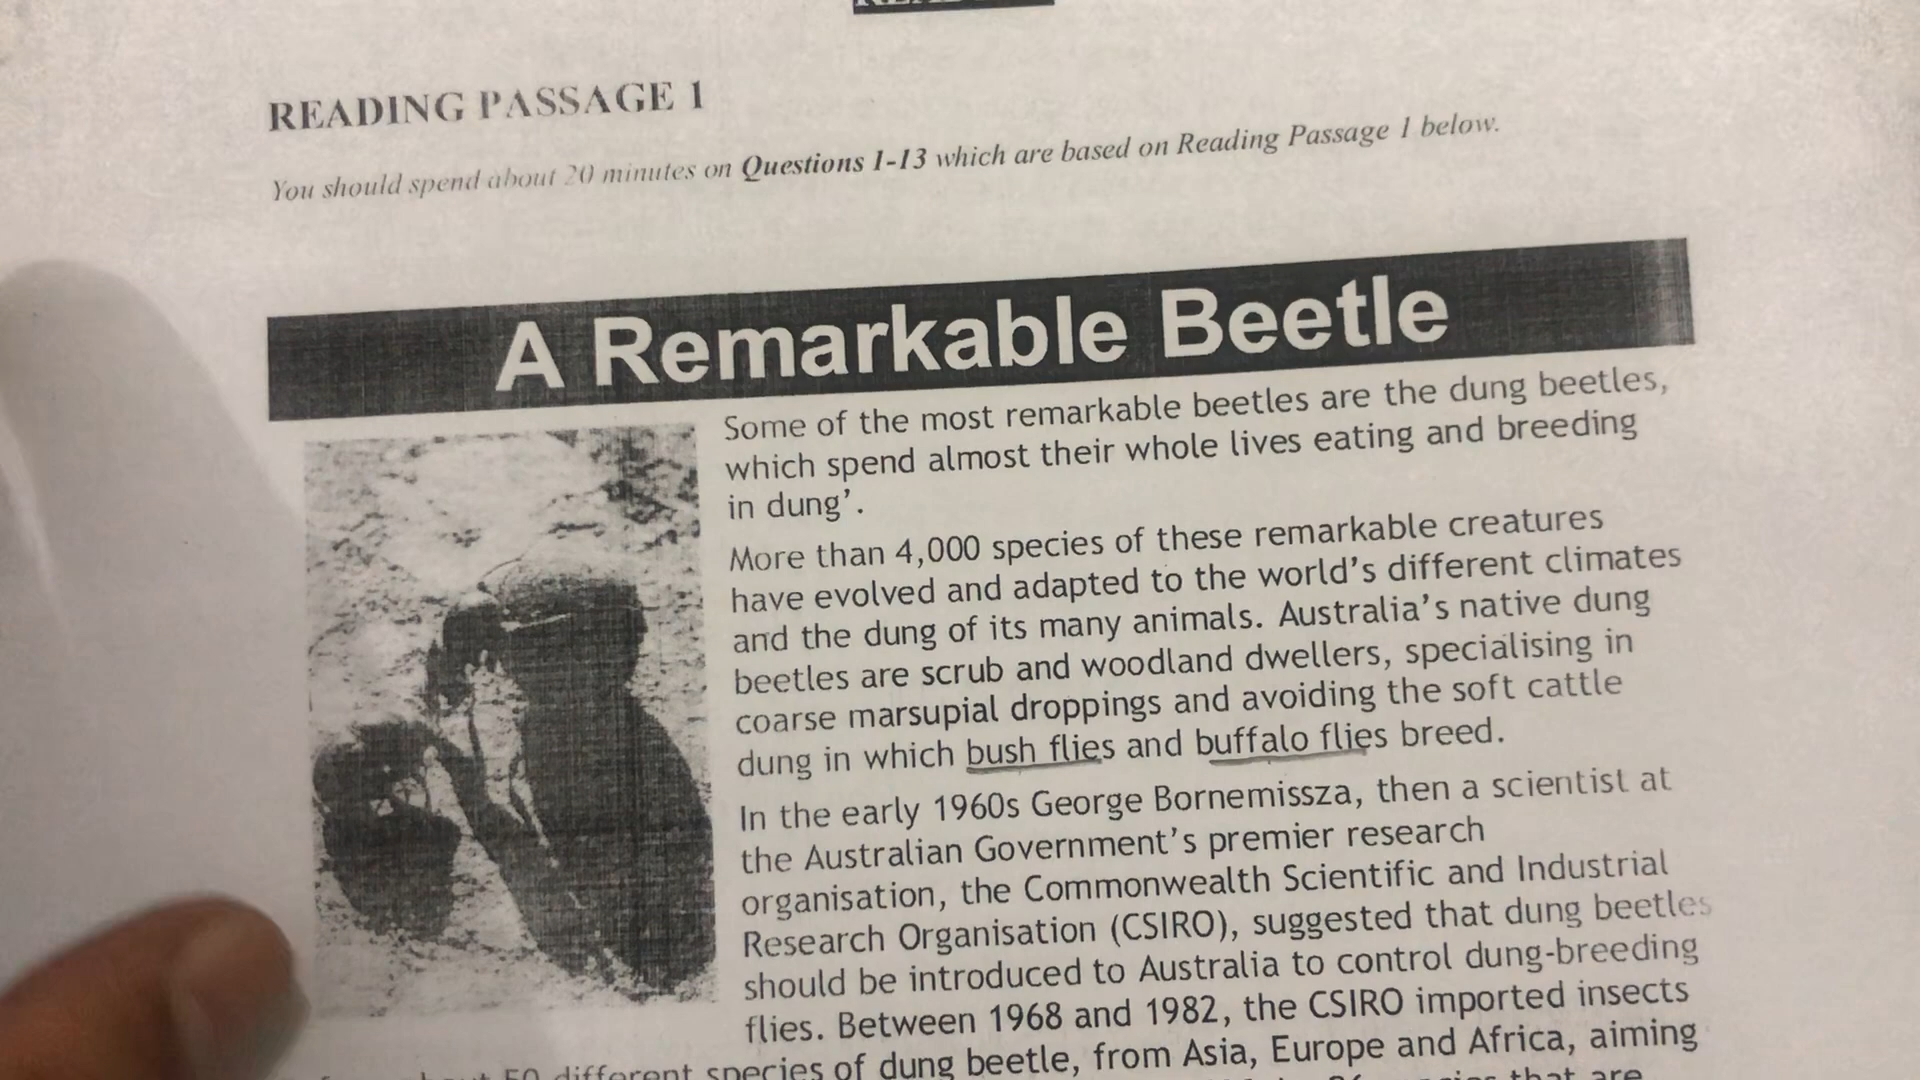 READING PASSAGE 1
You should spend about 20 minutes on Questions 1-13 which are based on Reading Passage 1 below.
A Remarkable Beetle
Some of the most remarkable beetles are the dung beetles,
which spend almost their whole lives eating and breeding
in dung’.
More than 4,000 species of these remarkable creatures
have evolved and adapted to the world’s different climates
and the dung of its many animals. Australia’s native dung
beetles are scrub and woodland dwellers, specialising in
coarse marsupial droppings and avoiding the soft cattle
dung in which bush flies and buffalo flies breed.
In the early 1960s George Bornemissza, then a scientist at
the Australian Government’s premier research
organisation, the Commonwealth Scientific and Industrial
Research Organisation (CSIRO), suggested that dung beetles
should be introduced to Australia to control dung-breeding
flies. Between 1968 and 1982, the CSIRO imported insects
50 different species of dung beetle, from Asia, Europe and Africa, aiming
that are